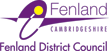 Fenland
CAMBRIDGESHIRE
Fenland District Council